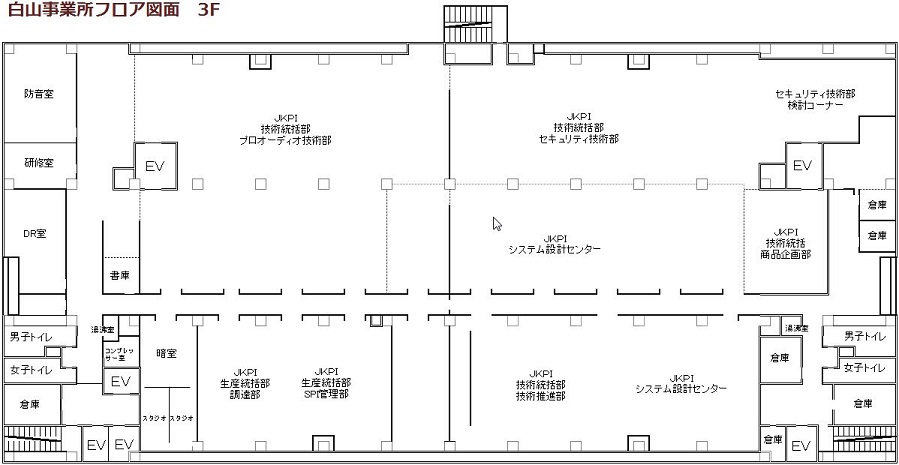 白山事業所フロア図面　3F
防音室
JKPI
技術統括部
プロオーディオ技術部
JKPI
技術統括部
セキュリティ技術部
セキュリティ技術部
検討コーナー
研修室
EV
EV
DR室
書庫
JKPI
システム設計センター
JKPI
技術統括
商品企画部
倉庫
倉庫
男子トイレ
湯沸室
コンプレッ
サー室
女子トイレ
EV
倉庫
暗室
スタジオ
スタジオ
EV
EV
JKPI
生産統括部
調達部
JKPI
生産統括部
SPI管理部
JKPI
技術統括部
技術推進部
JKPI
システム設計センター
湯沸室
倉庫
男子トイレ
女子トイレ
倉庫
倉庫
EV